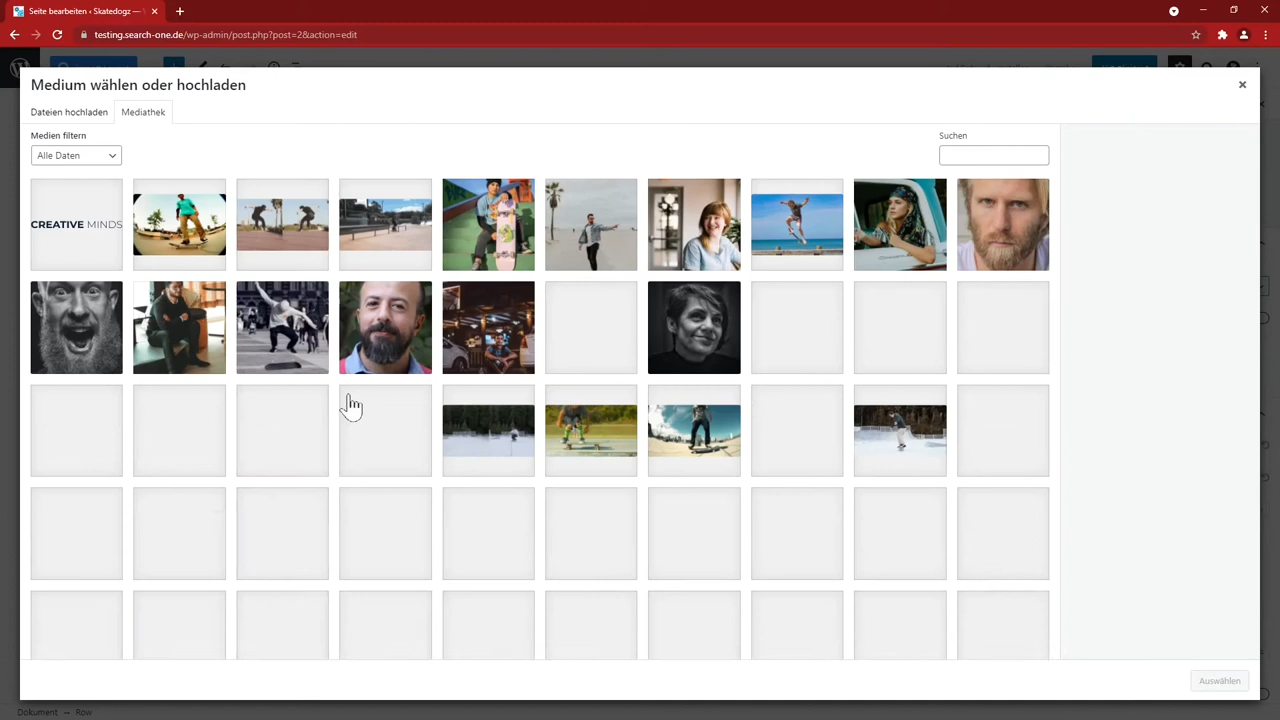 Seite bearbeiten ‹ Skatedogz —
testing.search-one.de/wp-admin/post.php?post=2&action=edit
Medium wählen oder hochladen
Dateien hochladen
Mediathek
Medien filtern
Suchen
Alle Daten
CREATIVE MINDS
Auswählen
Dokument → Row